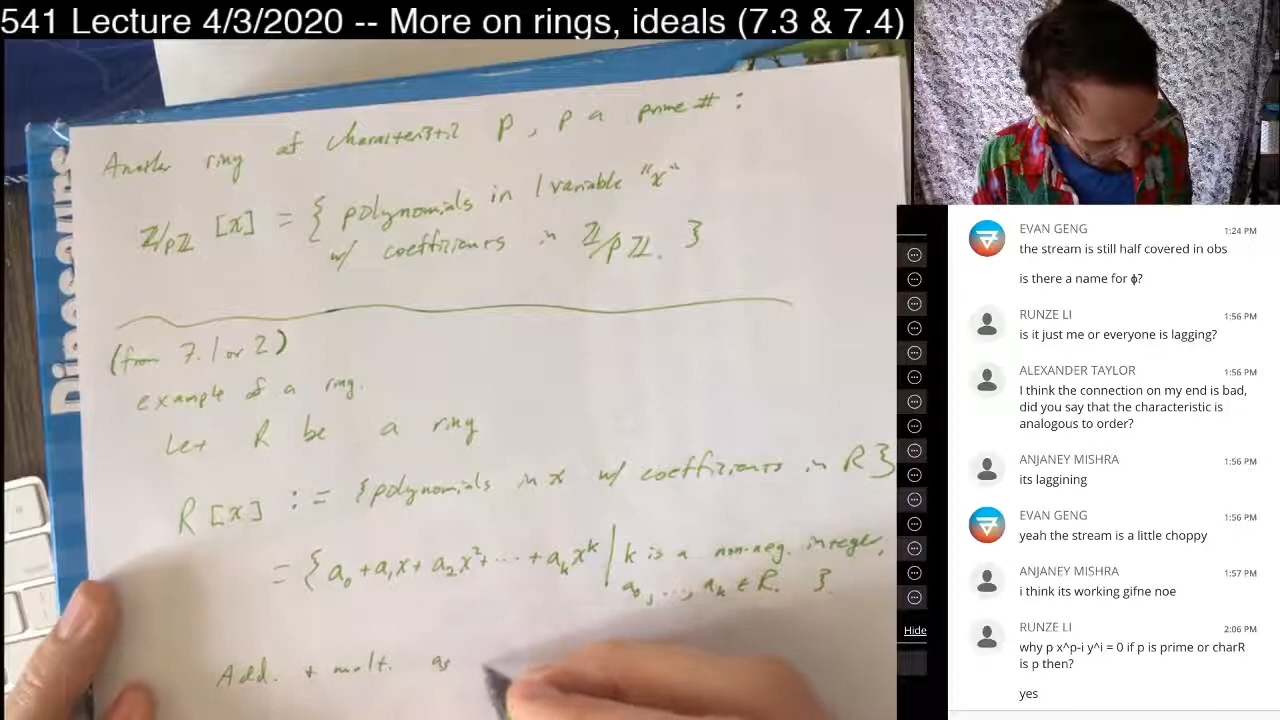 541 Lecture 4/3/2020 -- More on rings, ideals (7.3 & 7.4)
Another ring of characteristic p, p a prime # :
Z/pZ [x] = { polynomials in 1 variable "x"
w/ coefficients in Z/pZ. }
(from 7.1 or 2)
example of a ring.
Let R be a ring
R[x] := {polynomials in x w/ coefficients in R}
= { a₀ + a₁x + a₂x² + ... + aₖxᵏ | k is a non-neg. integer,
a₀, ..., aₖ ∈ R. }
Add. + mult. as
EVAN GENG 1:24 PM
the stream is still half covered in obs
is there a name for ϕ?
RUNZE LI 1:56 PM
is it just me or everyone is lagging?
ALEXANDER TAYLOR 1:56 PM
I think the connection on my end is bad,
did you say that the characteristic is
analogous to order?
ANJANEY MISHRA 1:56 PM
its laggining
EVAN GENG 1:56 PM
yeah the stream is a little choppy
ANJANEY MISHRA 1:57 PM
i think its working gifne noe
RUNZE LI 2:06 PM
why p x^p-i y^i = 0 if p is prime or charR
is p then?
yes
Hide